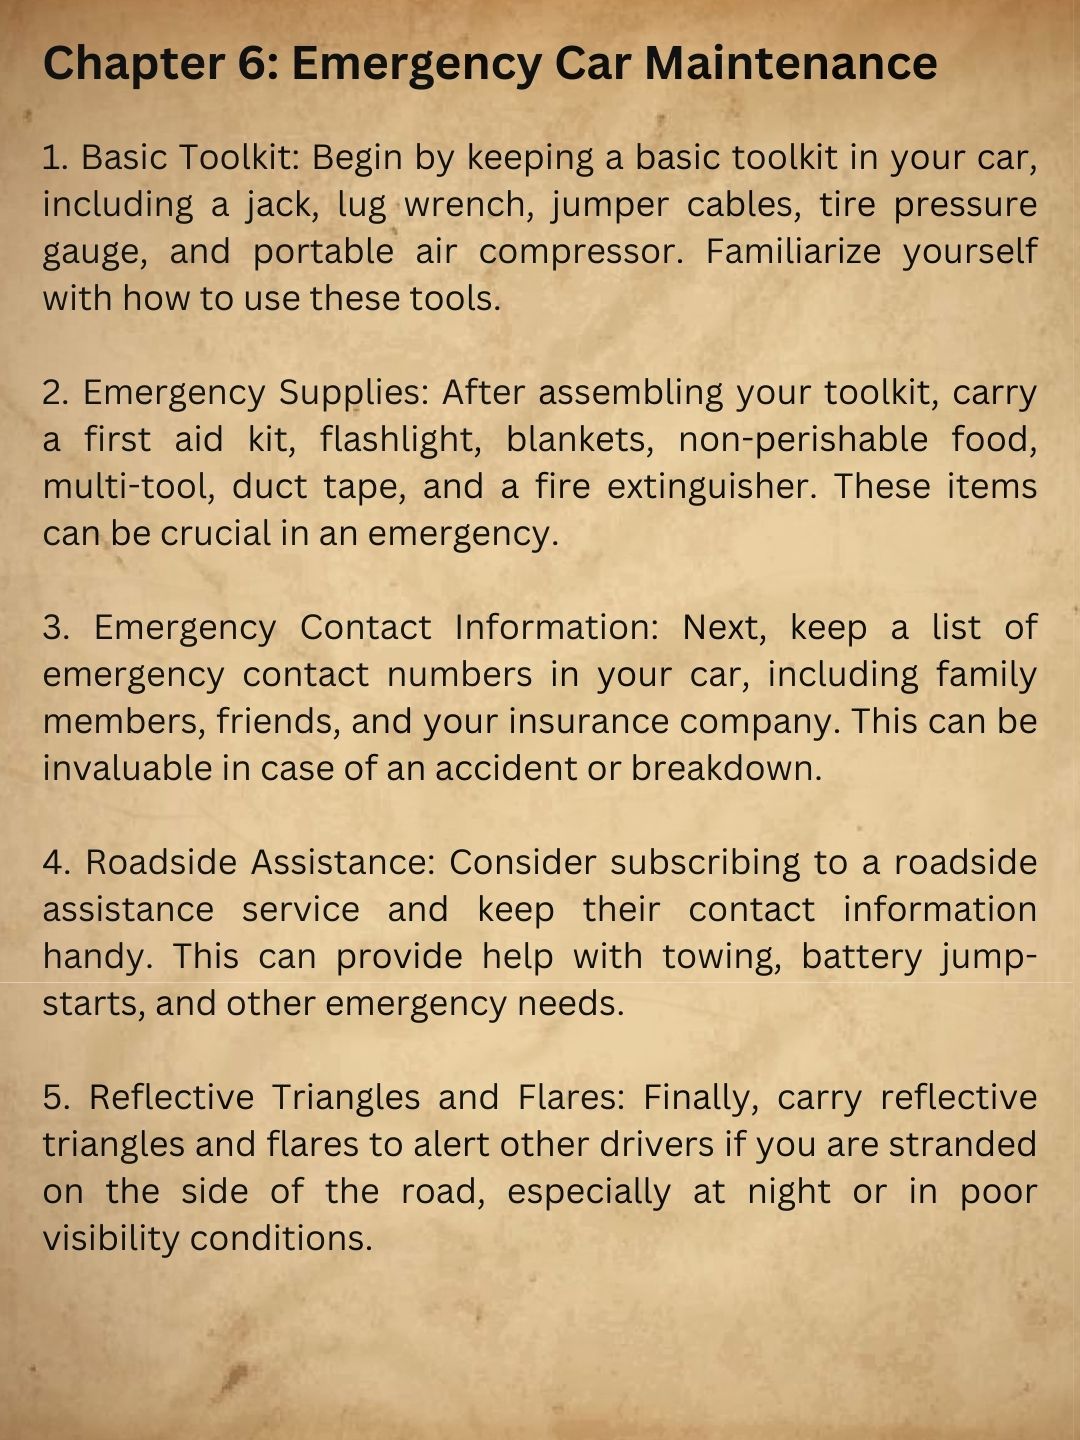 Chapter 6: Emergency Car Maintenance
1. Basic Toolkit: Begin by keeping a basic toolkit in your car,
including a jack, lug wrench, jumper cables, tire pressure
gauge, and portable air compressor. Familiarize yourself
with how to use these tools.
2. Emergency Supplies: After assembling your toolkit, carry
a first aid kit, flashlight, blankets, non-perishable food,
multi-tool, duct tape, and a fire extinguisher. These items
can be crucial in an emergency.
3. Emergency Contact Information: Next, keep a list of
emergency contact numbers in your car, including family
members, friends, and your insurance company. This can be
invaluable in case of an accident or breakdown.
4. Roadside Assistance: Consider subscribing to a roadside
assistance service and keep their contact information
handy. This can provide help with towing, battery jump-
starts, and other emergency needs.
5. Reflective Triangles and Flares: Finally, carry reflective
triangles and flares to alert other drivers if you are stranded
on the side of the road, especially at night or in poor
visibility conditions.